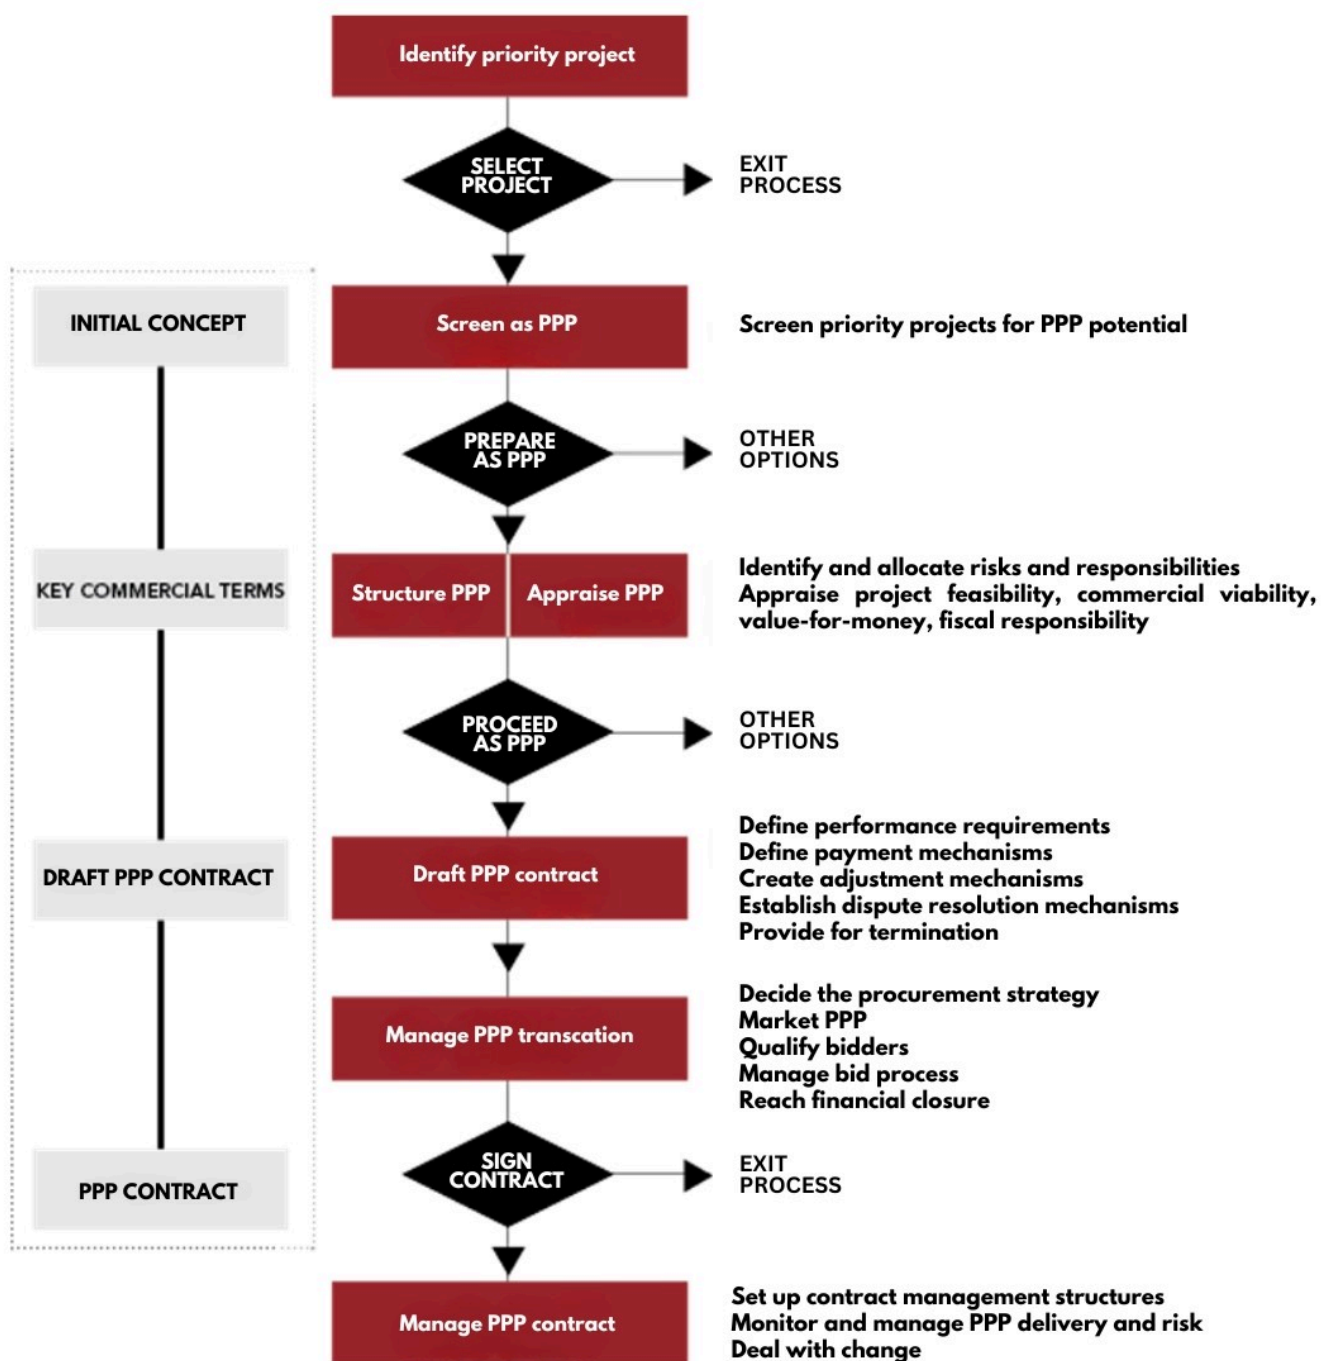 Identify priority project
SELECT
PROJECT
EXIT
PROCESS
INITIAL CONCEPT
Screen as PPP
Screen priority projects for PPP potential
PREPARE
AS PPP
OTHER
OPTIONS
KEY COMMERCIAL TERMS
Structure PPP
Appraise PPP
Identify and allocate risks and responsibilities
Appraise project feasibility, commercial viability,
value-for-money, fiscal responsibility
PROCEED
AS PPP
OTHER
OPTIONS
DRAFT PPP CONTRACT
Draft PPP contract
Define performance requirements
Define payment mechanisms
Create adjustment mechanisms
Establish dispute resolution mechanisms
Provide for termination
Manage PPP transcation
Decide the procurement strategy
Market PPP
Qualify bidders
Manage bid process
Reach financial closure
SIGN
CONTRACT
EXIT
PROCESS
PPP CONTRACT
Manage PPP contract
Set up contract management structures
Monitor and manage PPP delivery and risk
Deal with change